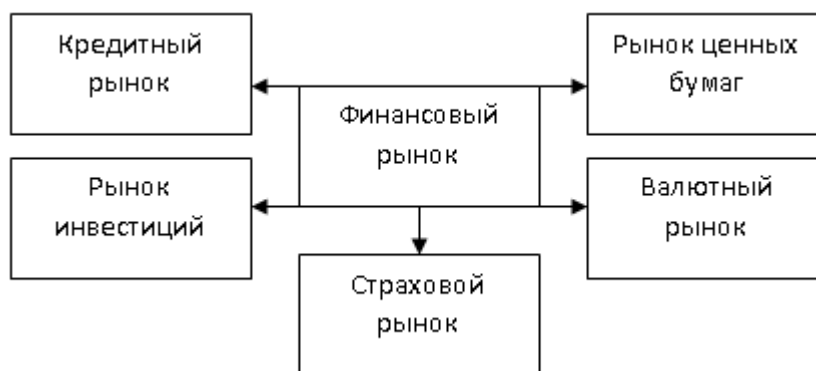 Кредитный
рынок
Рынок ценных
бумаг
Финансовый
рынок
Рынок
инвестиций
Валютный
рынок
Страховой
рынок